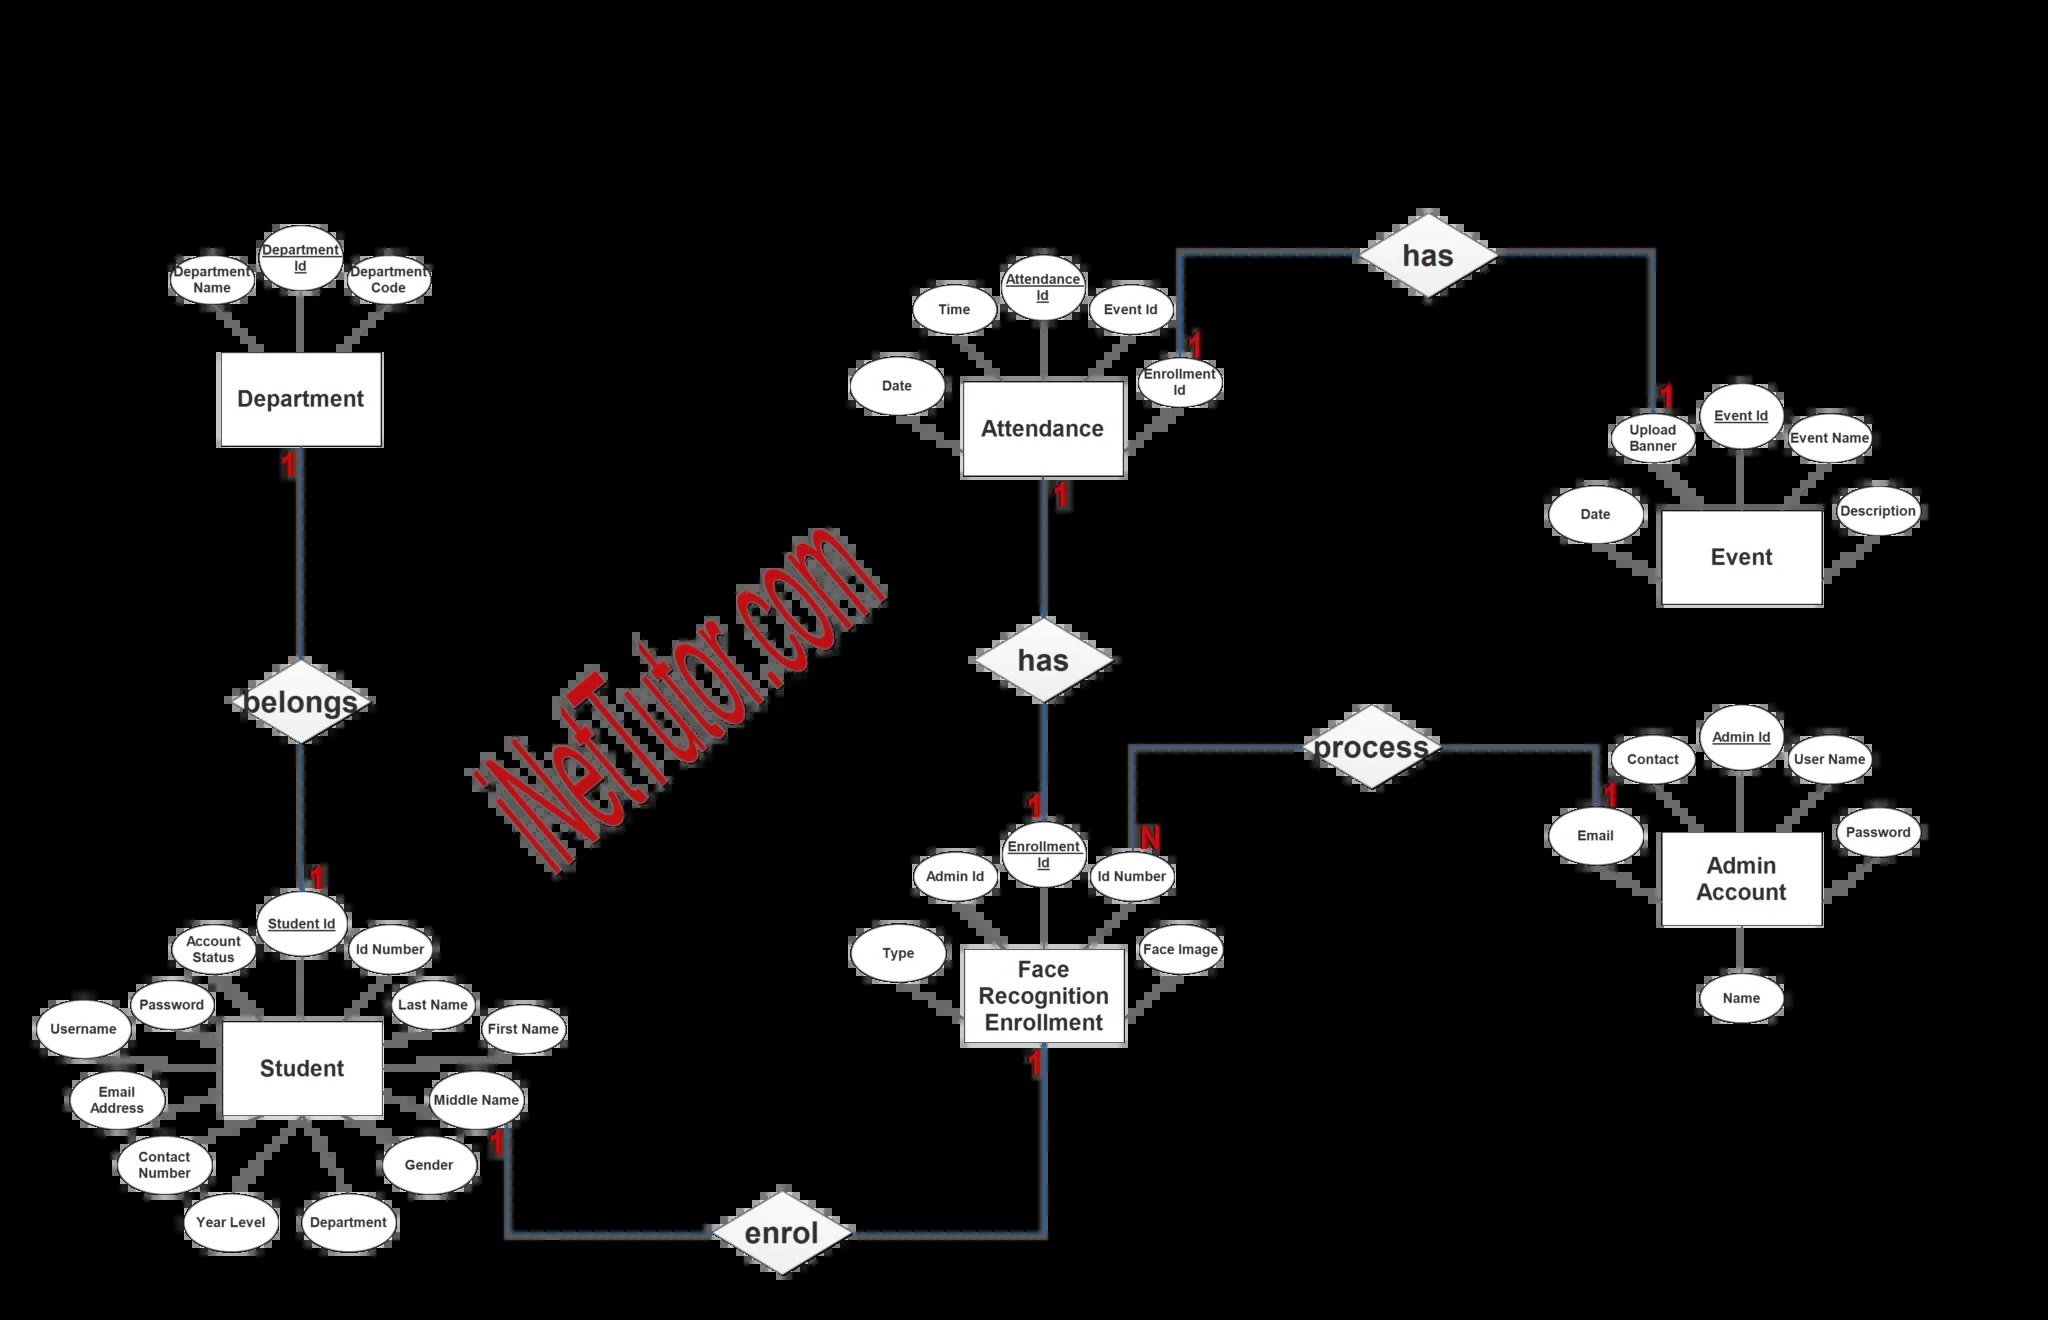 has
Department
Id
Department
Name
Department
Code
Attendance
Id
Time
Event Id
1
Date
Enrollment
Id
Department
Attendance
1
1
1
Event Id
Upload
Banner
Event Name
Date
Description
Event
iNetTutor.com
has
belongs
process
Contact
Admin Id
User Name
1
1
N
Email
Password
Admin
Account
Name
Enrollment
Id
Admin Id
Id Number
Type
Face Image
Face
Recognition
Enrollment
1
1
Student Id
Account
Status
Id Number
Password
Last Name
Username
First Name
Student
Email
Address
Middle Name
1
Contact
Number
Gender
Year Level
Department
enrol